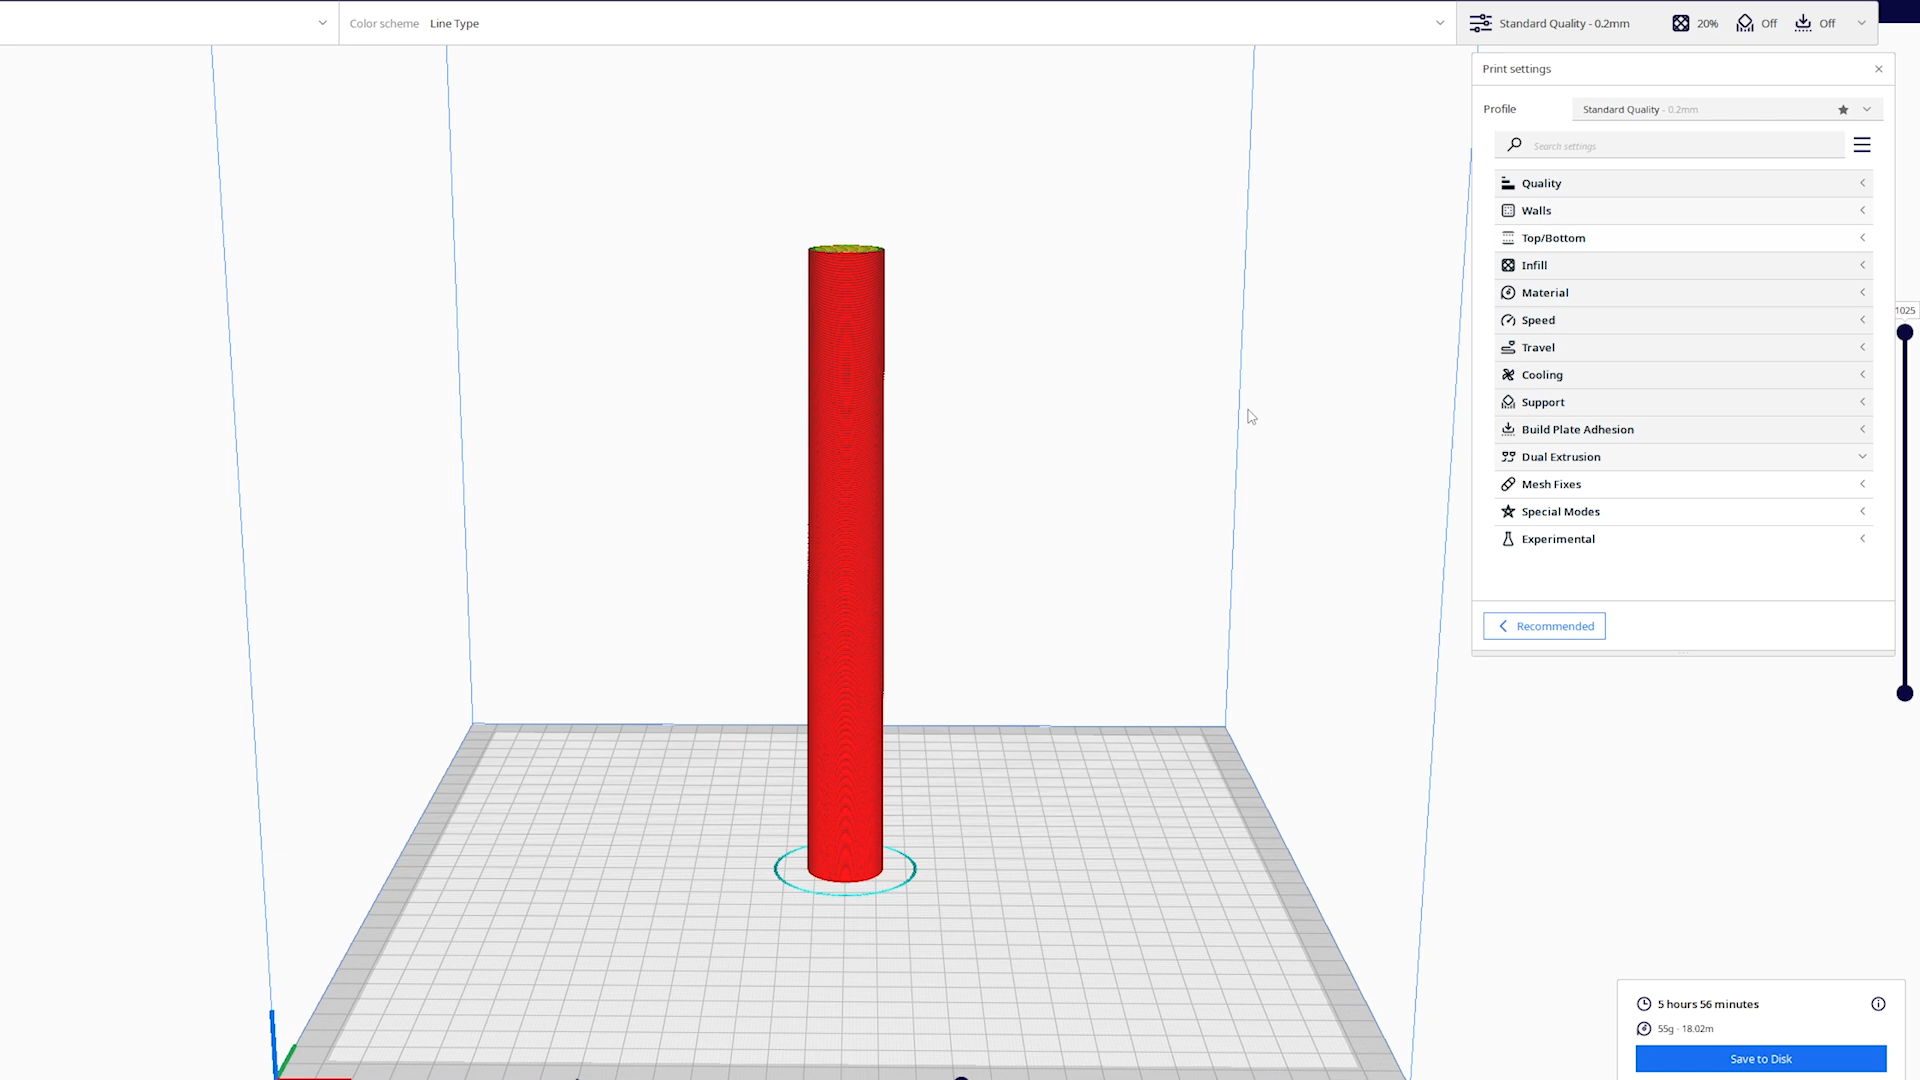 Color scheme Line Type
Standard Quality - 0.2mm 20% Off Off
Print settings
Profile Standard Quality - 0.2mm
Search settings
Quality
Walls
Top/Bottom
Infill
Material
Speed
Travel
Cooling
Support
Build Plate Adhesion
Dual Extrusion
Mesh Fixes
Special Modes
Experimental
Recommended
1025
5 hours 56 minutes
55g · 18.02m
Save to Disk